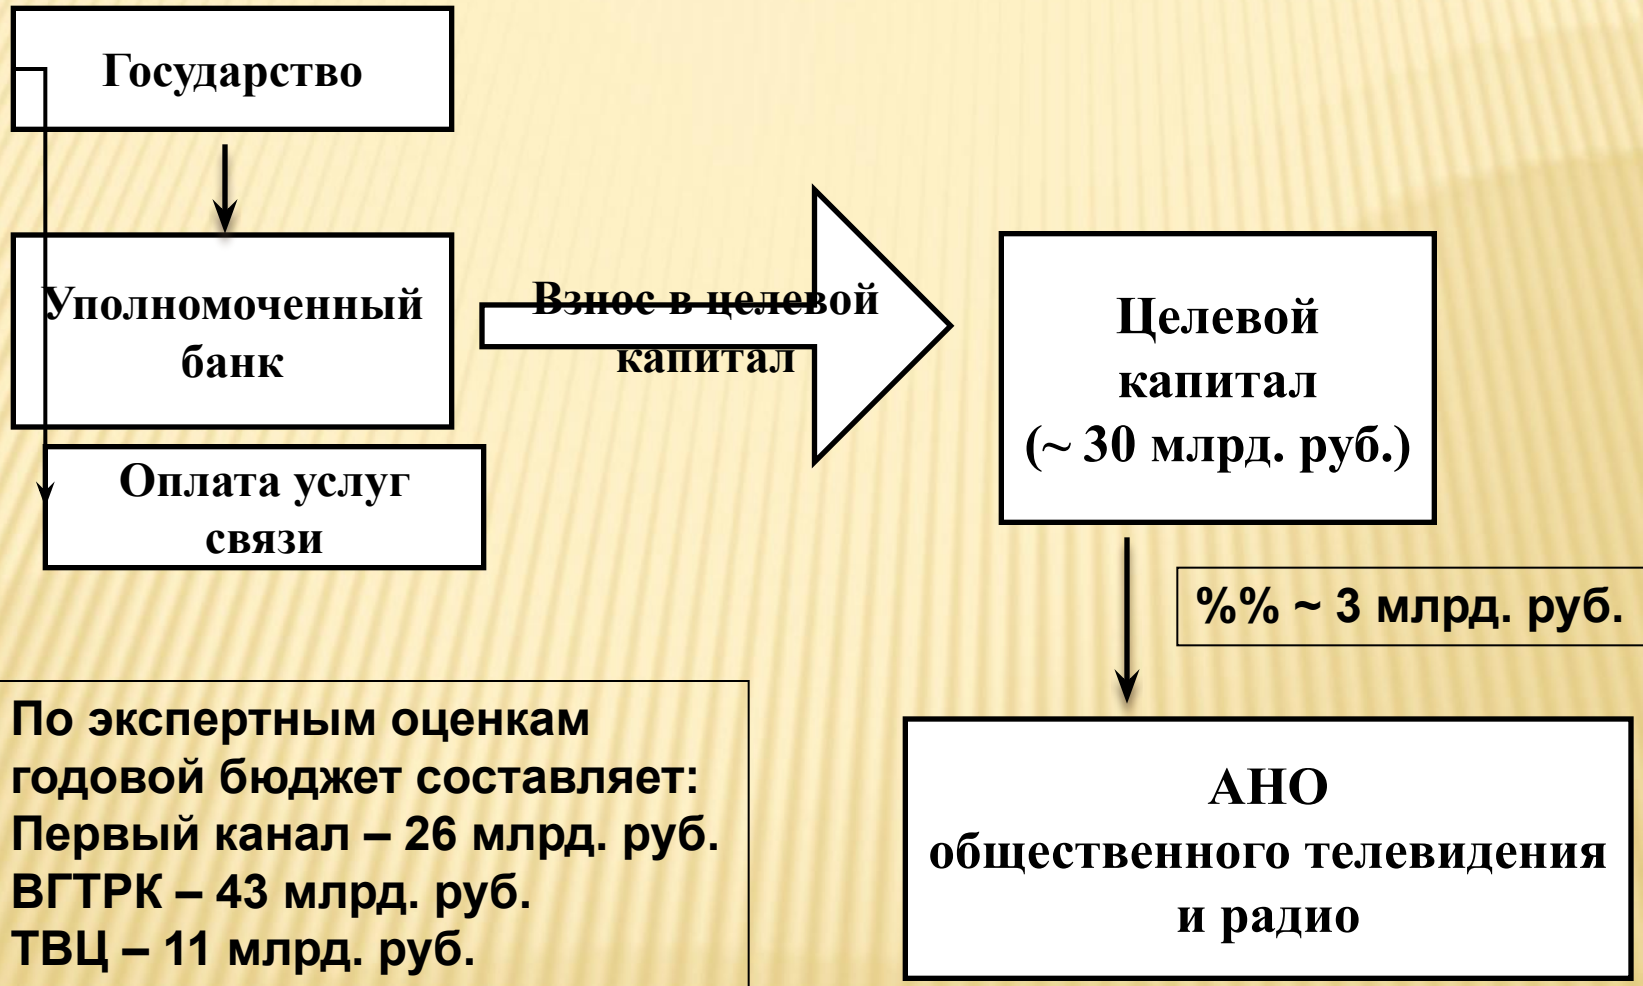 Государство
Уполномоченный
банк
Взнос в целевой
капитал
Целевой
капитал
(~ 30 млрд. руб.)
Оплата услуг
связи
%% ~ 3 млрд. руб.
По экспертным оценкам
годовой бюджет составляет:
Первый канал – 26 млрд. руб.
ВГТРК – 43 млрд. руб.
ТВЦ – 11 млрд. руб.
АНО
общественного телевидения
и радио